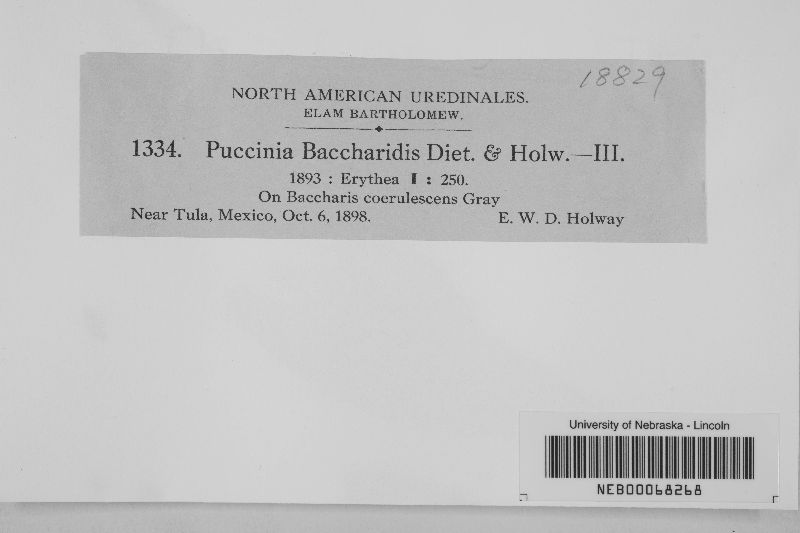 18829
NORTH AMERICAN UREDINALES.
ELAM BARTHOLOMEW.
1334. Puccinia Baccharidis Diet. & Holw.—III.
1893 : Erythea I : 250.
On Baccharis coerulescens Gray
Near Tula, Mexico, Oct. 6, 1898. E. W. D. Holway
University of Nebraska - Lincoln
NEB00068268